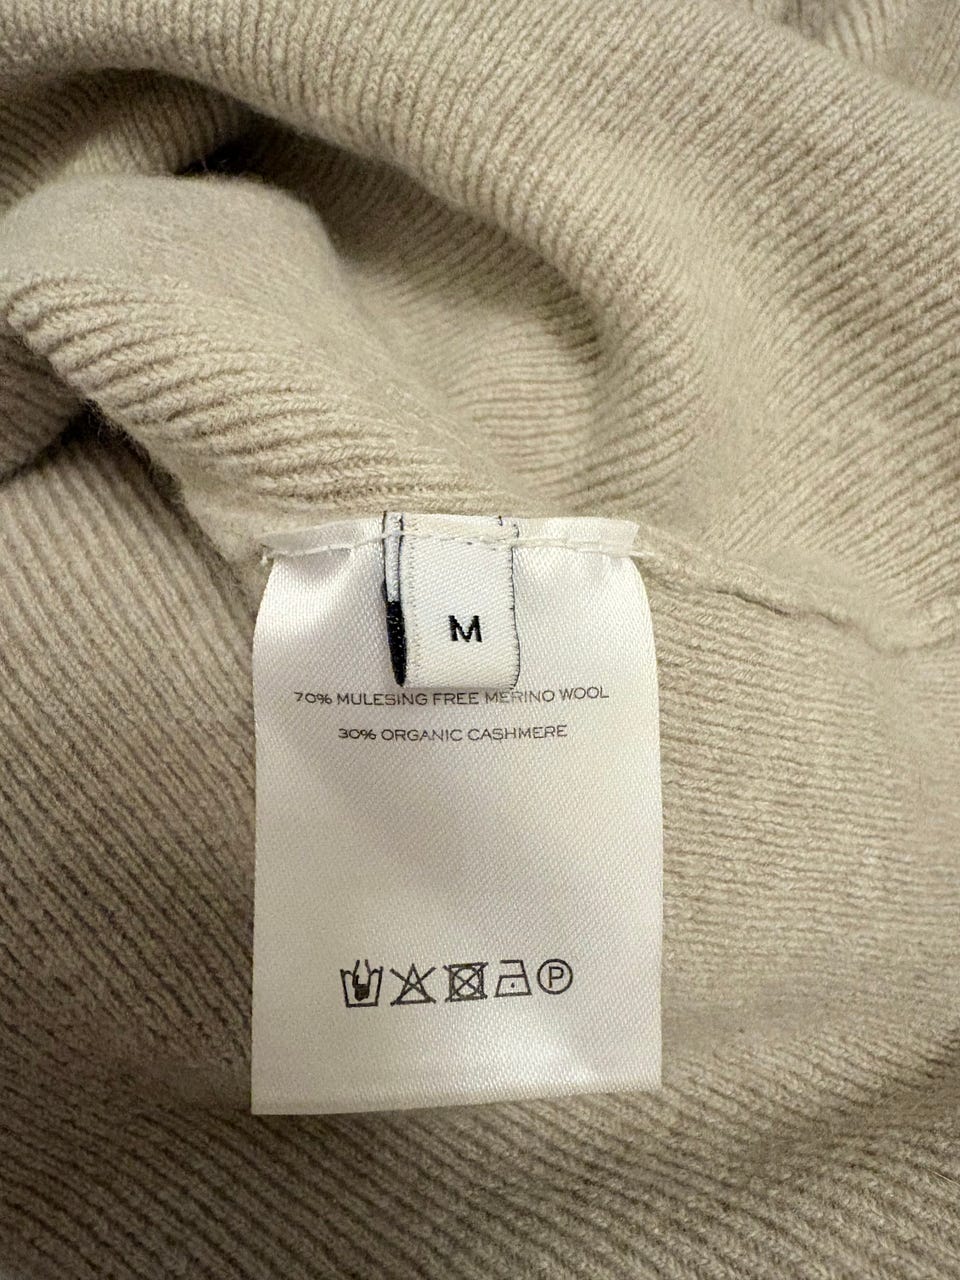 M
70% MULESING FREE MERINO WOOL
30% ORGANIC CASHMERE
P